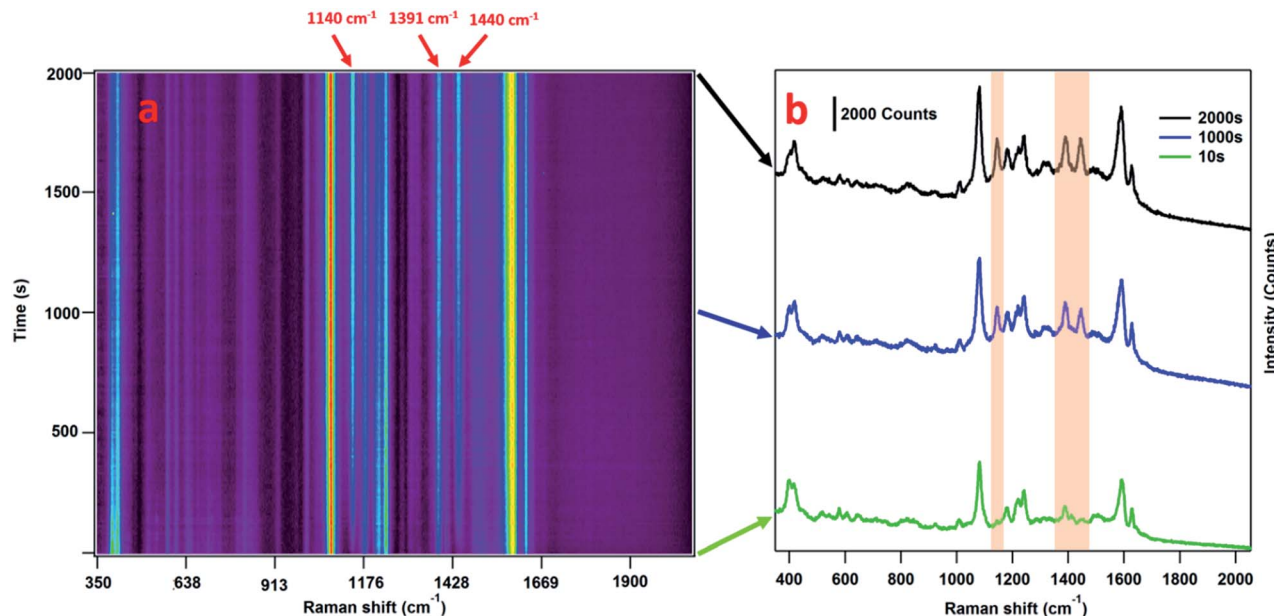 1140 cm⁻¹ 1391 cm⁻¹ 1440 cm⁻¹
a
2000
1500
1000
500
Time (s)
350 638 913 1176 1428 1669 1900
Raman shift (cm⁻¹)
b
2000 Counts
2000s
1000s
10s
Intensity (Counts)
400 600 800 1000 1200 1400 1600 1800 2000
Raman shift (cm⁻¹)